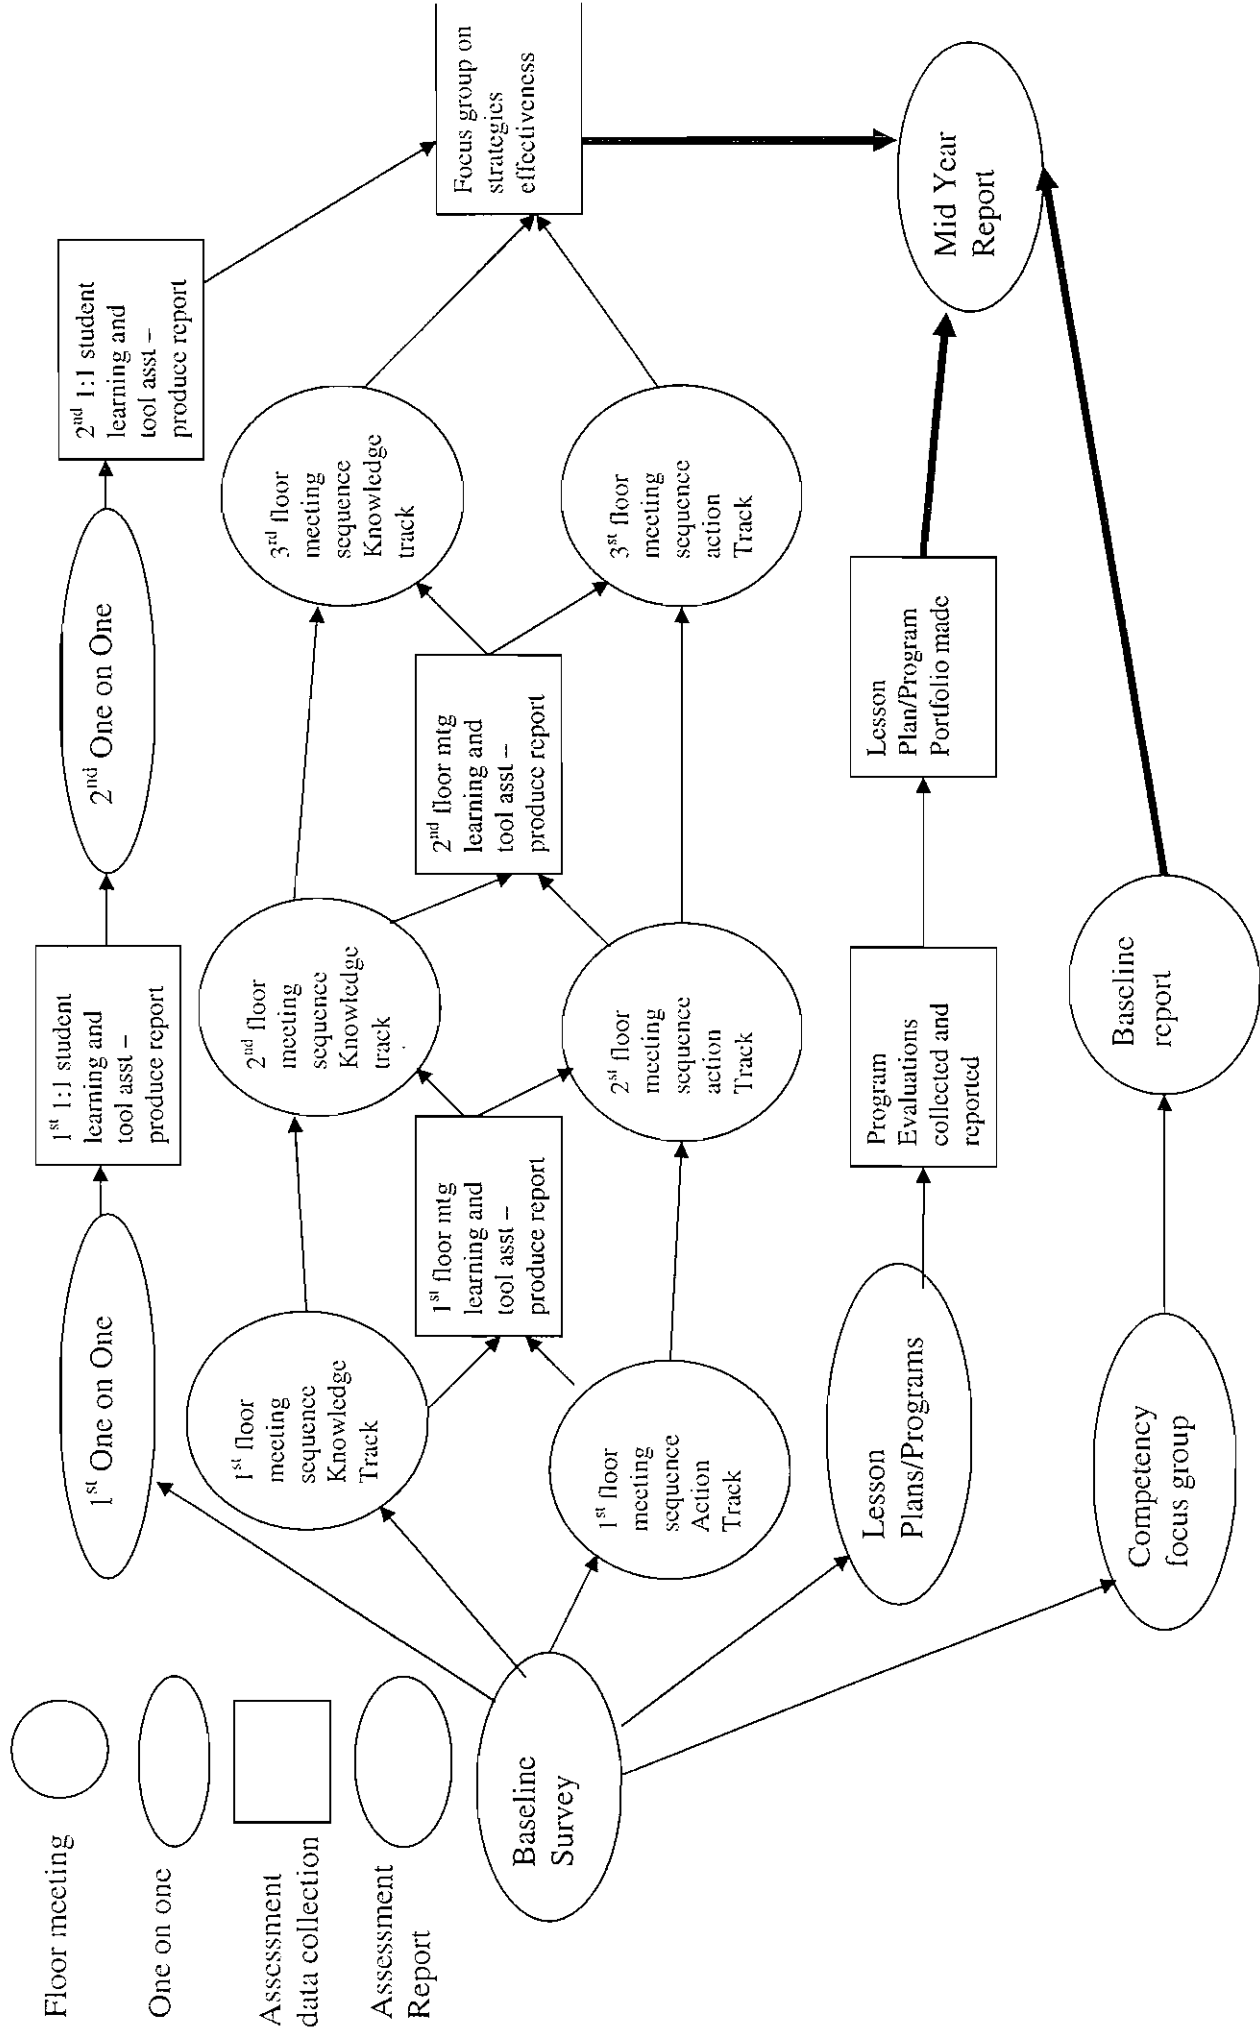 Floor meeting
One on one
Assessment
data collection
Assessment
Report
Baseline
Survey
1st One on One
1st 1:1 student
learning and
tool asst –
produce report
2nd One on One
2nd 1:1 student
learning and
tool asst –
produce report
1st floor
meeting
sequence
Knowledge
Track
2nd floor
meeting
sequence
Knowledge
track
3rd floor
meeting
sequence
Knowledge
track
1st floor mtg
learning and
tool asst –
produce report
2nd floor mtg
learning and
tool asst –
produce report
Focus group on
strategies
effectiveness
1st floor
meeting
sequence
Action
Track
2st floor
meeting
sequence
action
Track
3st floor
meeting
sequence
action
Track
Lesson
Plans/Programs
Program
Evaluations
collected and
reported
Lesson
Plan/Program
Portfolio made
Mid Year
Report
Competency
focus group
Baseline
report